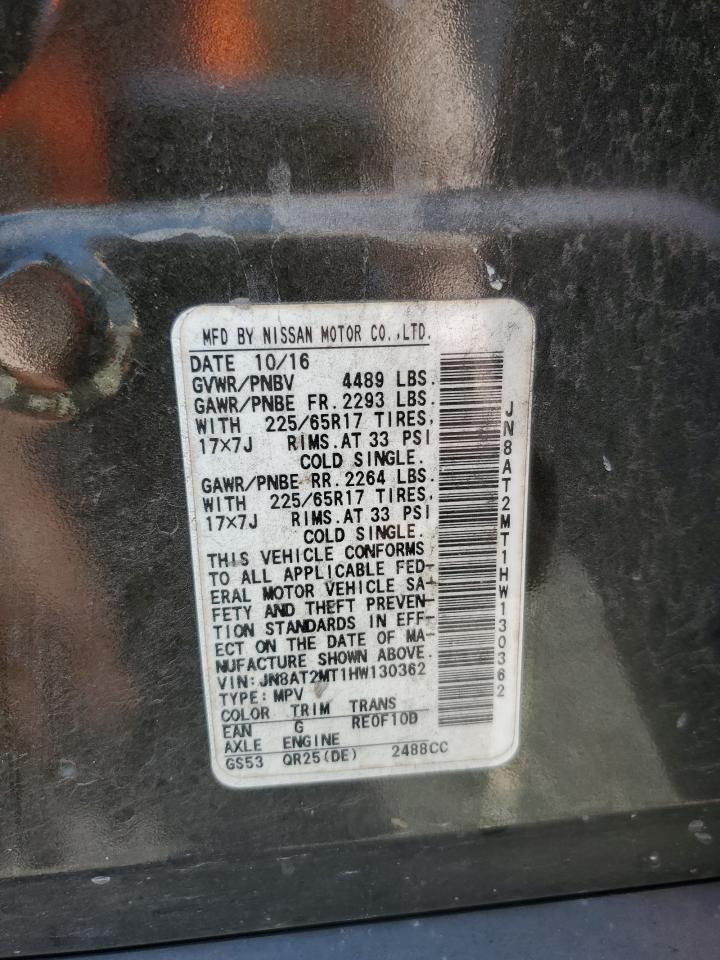 MFD BY NISSAN MOTOR CO.,LTD.
DATE 10/16
GVWR/PNBV 4489 LBS.
GAWR/PNBE FR. 2293 LBS.
WITH 225/65R17 TIRES,
17×7J RIMS.AT 33 PSI
COLD SINGLE.
GAWR/PNBE RR. 2264 LBS.
WITH 225/65R17 TIRES,
17×7J RIMS.AT 33 PSI
COLD SINGLE.
THIS VEHICLE CONFORMS
TO ALL APPLICABLE FED-
ERAL MOTOR VEHICLE SA-
FETY AND THEFT PREVEN-
TION STANDARDS IN EFF-
ECT ON THE DATE OF MA-
NUFACTURE SHOWN ABOVE.
VIN: JN8AT2MT1HW130362
TYPE: MPV
COLOR TRIM TRANS
EAN G RE0F10D
AXLE ENGINE
GS53 QR25(DE) 2488CC
JN8AT2MT1HW130362